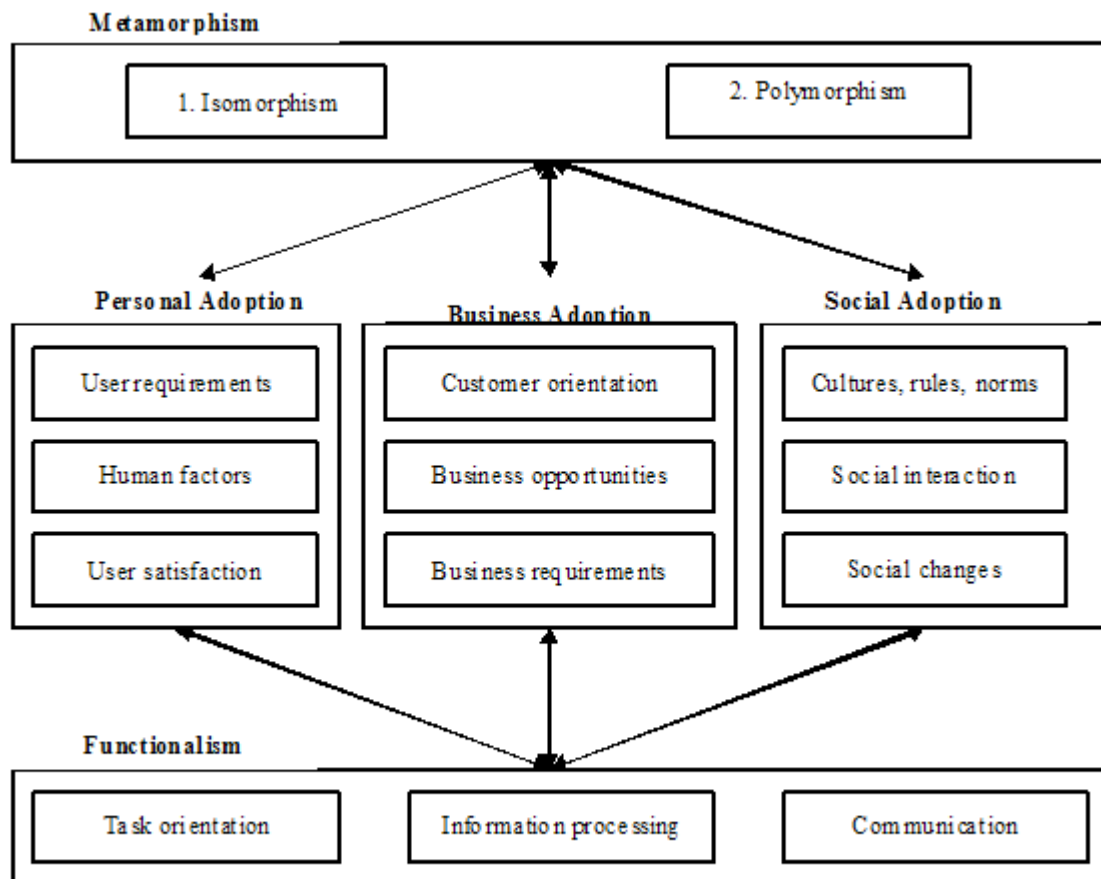 Metamorphism
1. Isomorphism
2. Polymorphism
Personal Adoption
Business Adoption
Social Adoption
User requirements
Customer orientation
Cultures, rules, norms
Human factors
Business opportunities
Social interaction
User satisfaction
Business requirements
Social changes
Functionalism
Task orientation
Information processing
Communication